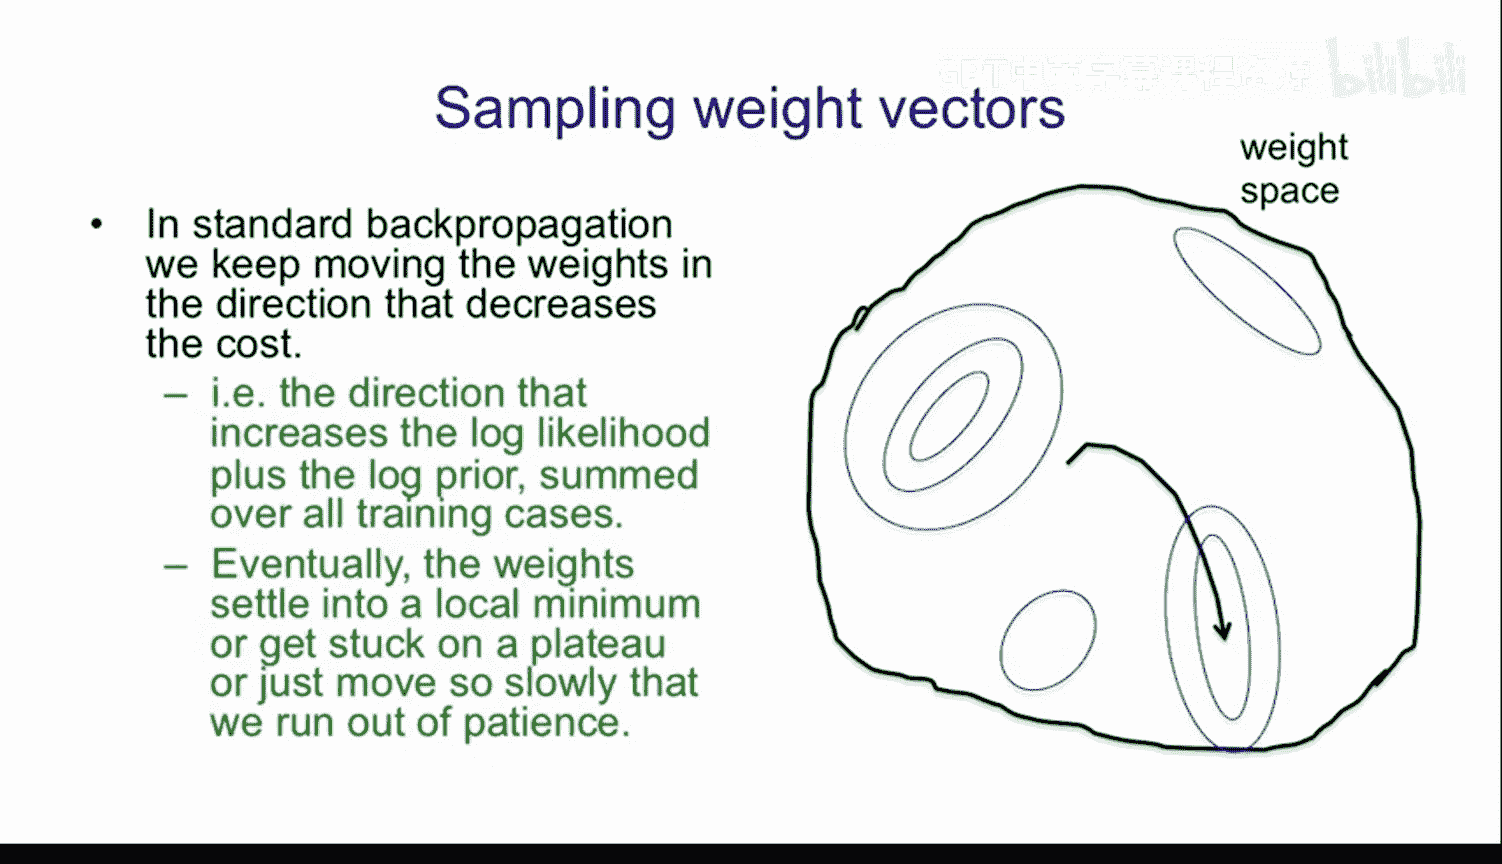 bilibili
Sampling weight vectors
weight
space
• In standard backpropagation
we keep moving the weights in
the direction that decreases
the cost.
– i.e. the direction that
increases the log likelihood
plus the log prior, summed
over all training cases.
– Eventually, the weights
settle into a local minimum
or get stuck on a plateau
or just move so slowly that
we run out of patience.